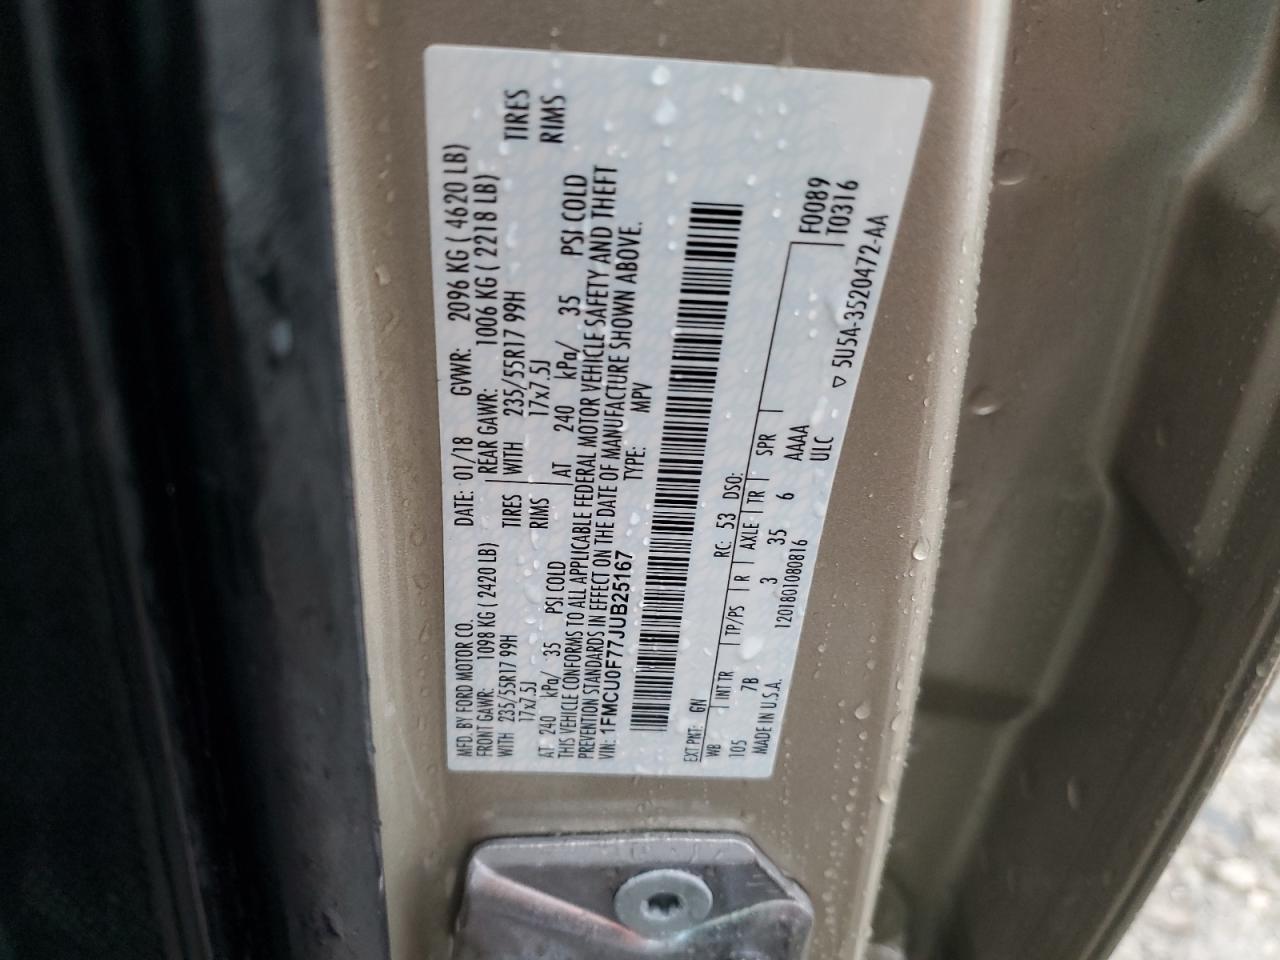 MFD. BY FORD MOTOR CO.
DATE: 01/18 GVWR: 2096 KG ( 4620 LB)
FRONT GAWR: 1098 KG ( 2420 LB) REAR GAWR: 1006 KG ( 2218 LB)
WITH 235/55R17 99H TIRES WITH 235/55R17 99H TIRES
17x7.5J RIMS 17x7.5J RIMS
AT 240 kPa/ 35 PSI COLD AT 240 kPa/ 35 PSI COLD
THIS VEHICLE CONFORMS TO ALL APPLICABLE FEDERAL MOTOR VEHICLE SAFETY AND THEFT
PREVENTION STANDARDS IN EFFECT ON THE DATE OF MANUFACTURE SHOWN ABOVE.
VIN: 1FMCU0F77JUB25167 TYPE: MPV
EXT PNT: GN RC: 53 DSO:
WB INT TR TP/PS R AXLE TR SPR F0089
105 7B 3 35 6 AAAA T0316
MADE IN U.S.A. 1201801080816 ULC
▽ 5U5A-3520472-AA